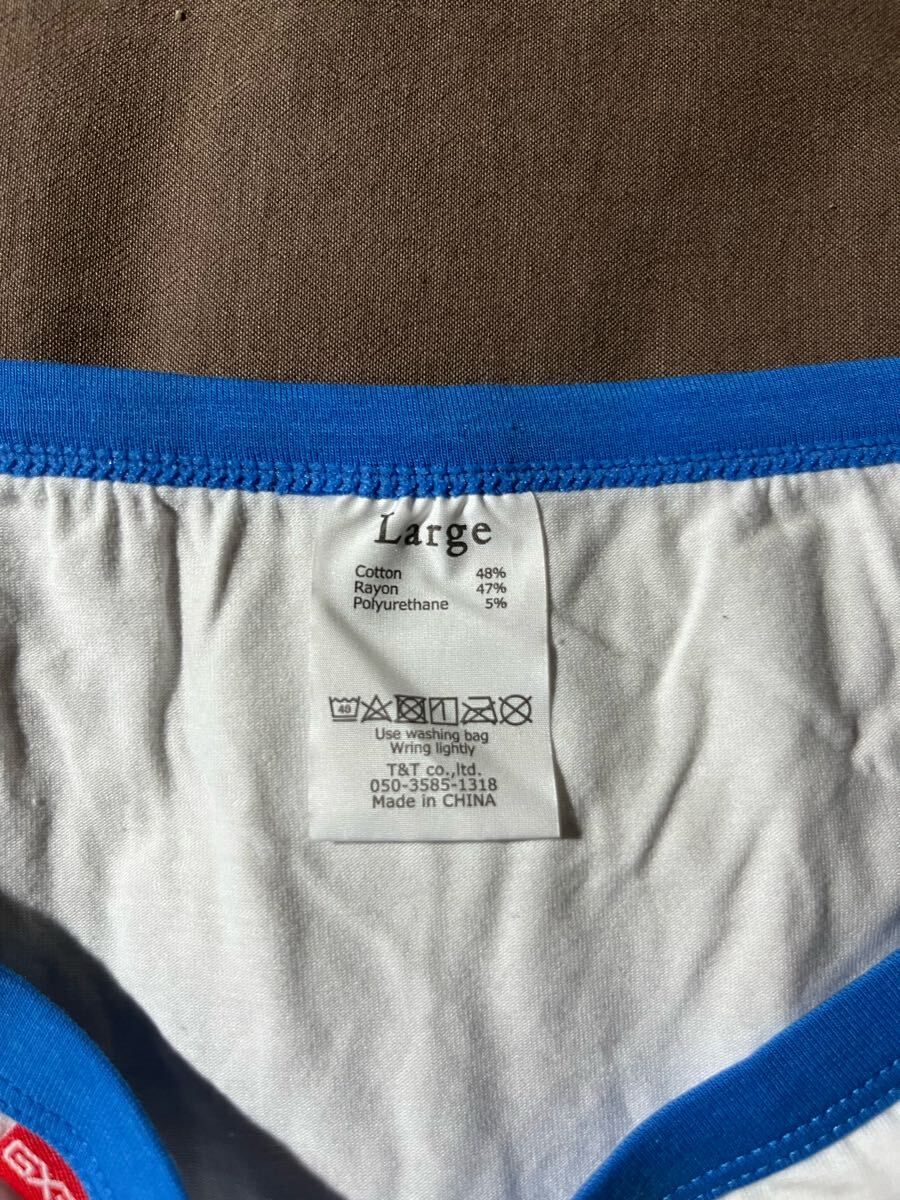 Large
Cotton 48%
Rayon 47%
Polyurethane 5%
40
Use washing bag
Wring lightly
T&T co.,ltd.
050-3585-1318
Made in CHINA